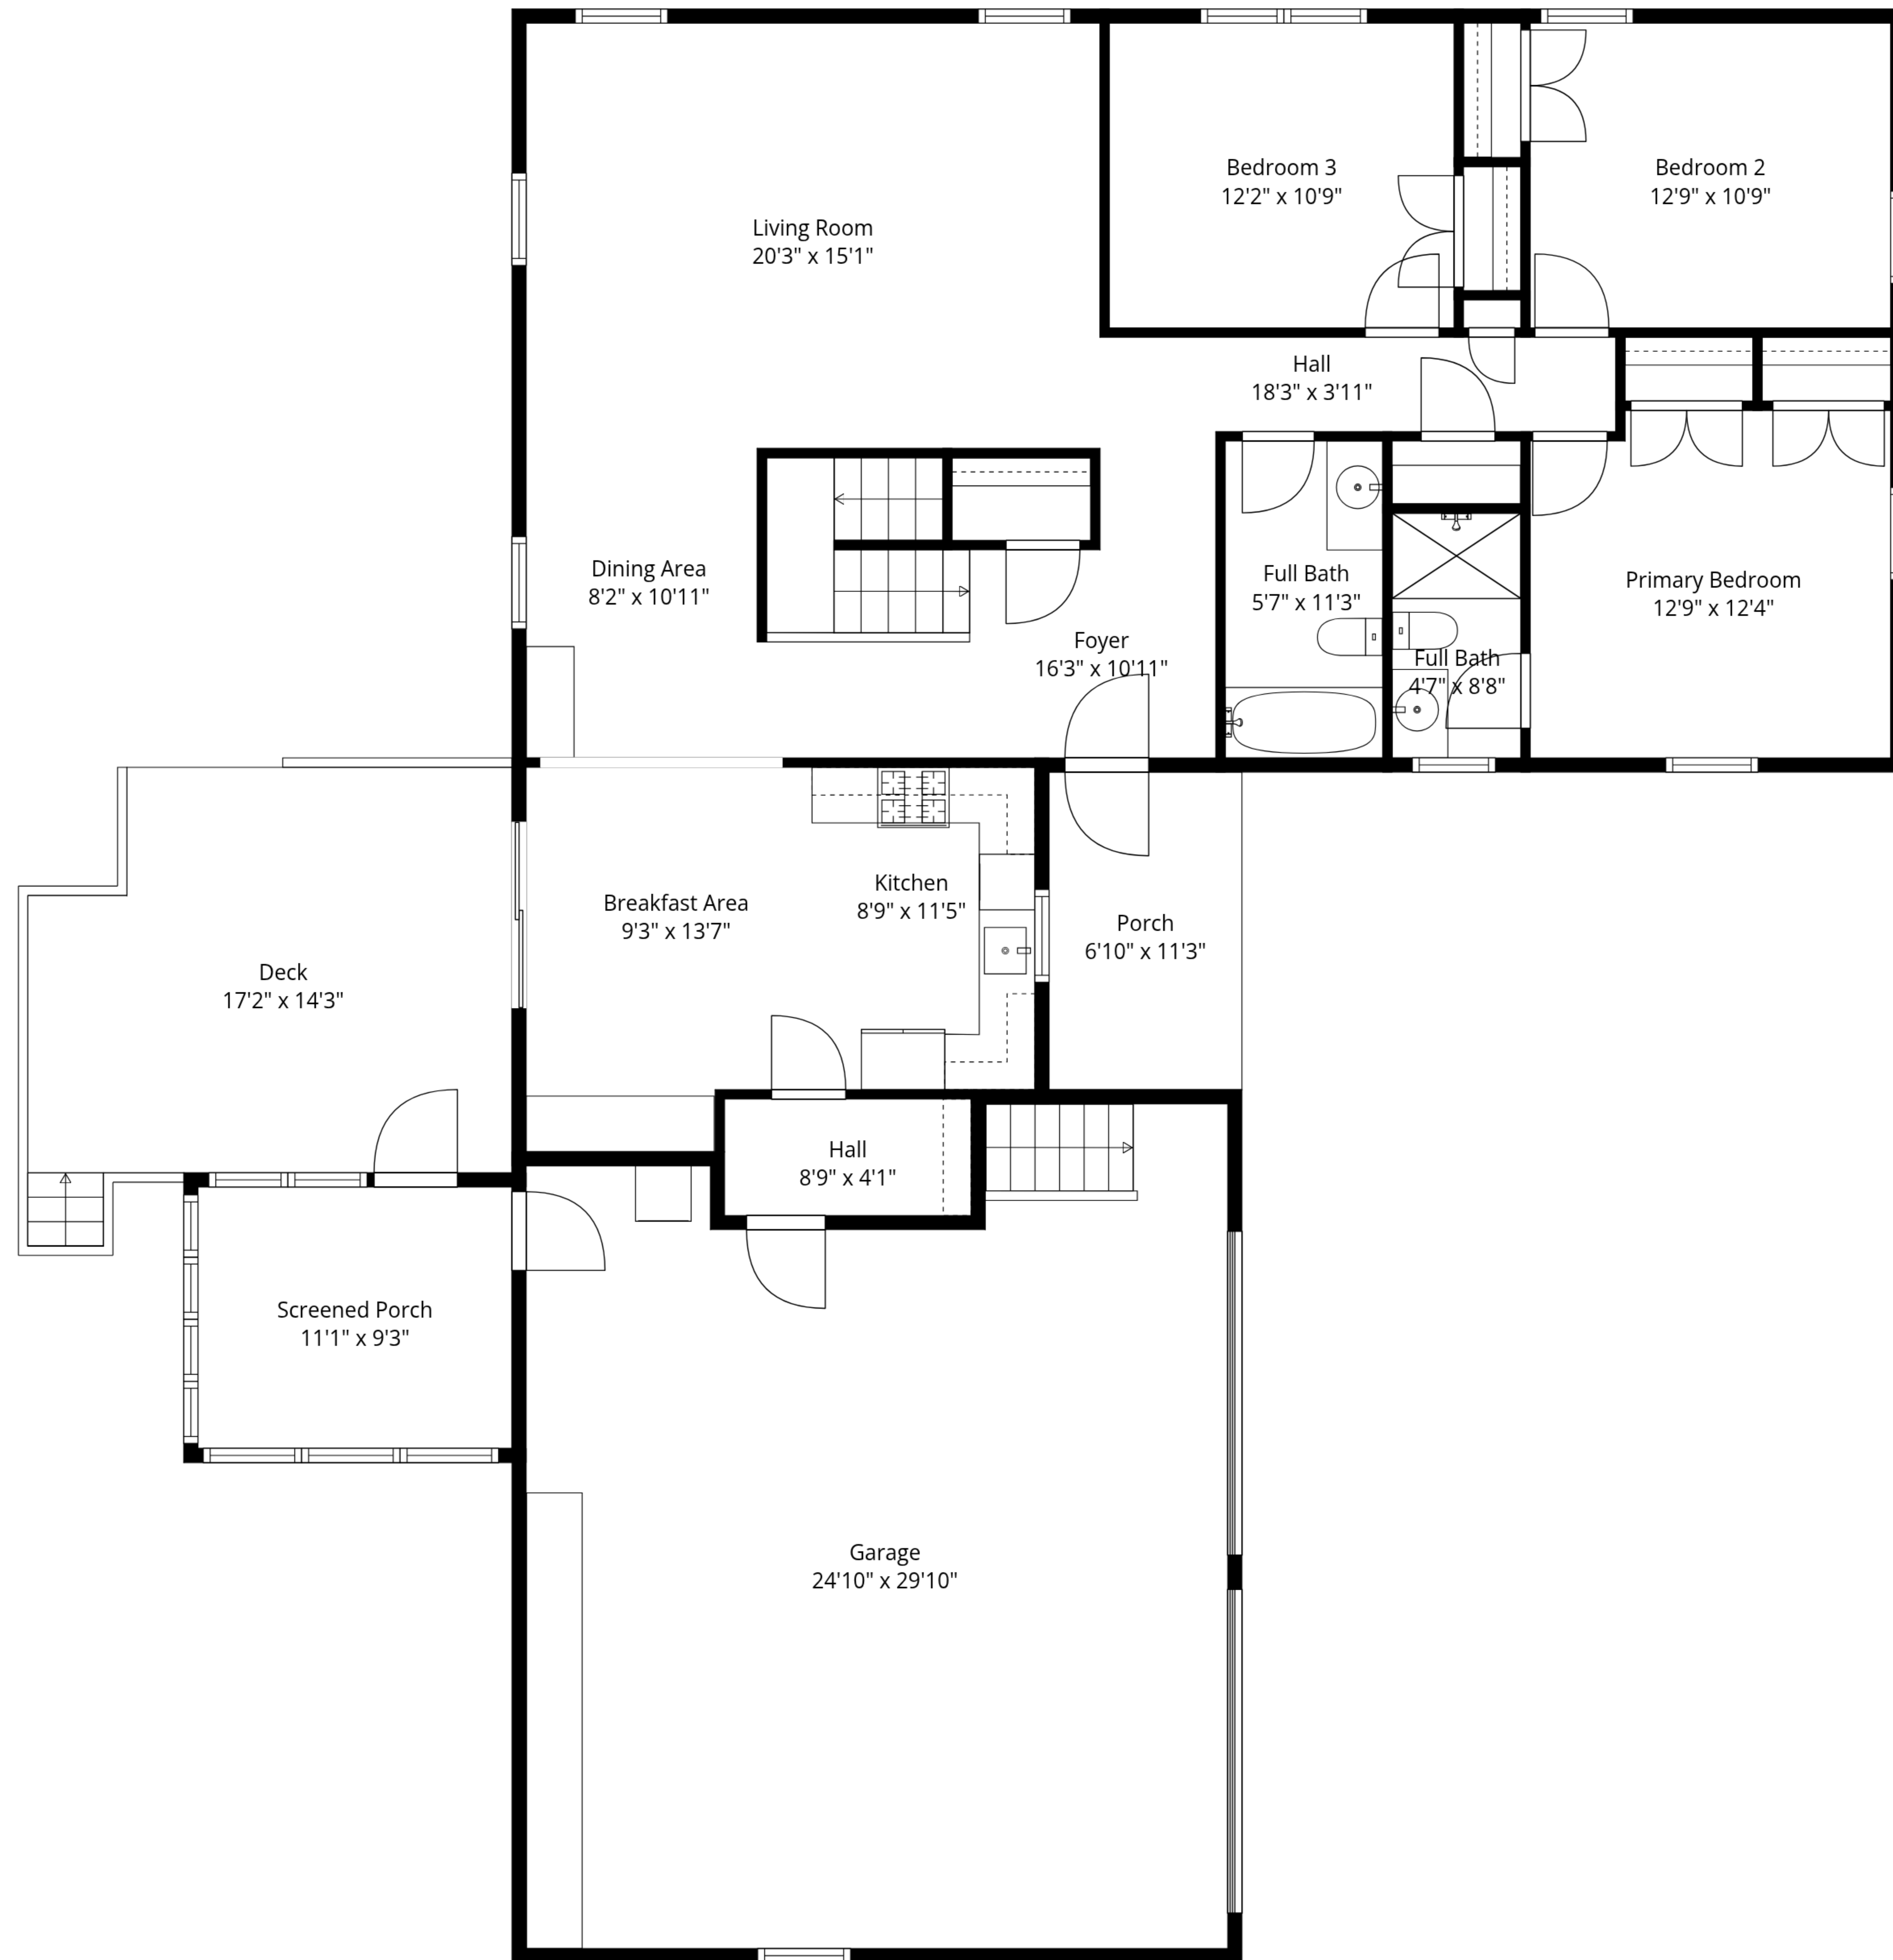 Bedroom 3
12'2" x 10'9"
Bedroom 2
12'9" x 10'9"
Living Room
20'3" x 15'1"
Hall
18'3" x 3'11"
Dining Area
8'2" x 10'11"
Full Bath
5'7" x 11'3"
Primary Bedroom
12'9" x 12'4"
Foyer
16'3" x 10'11"
Full Bath
4'7" x 8'8"
Kitchen
8'9" x 11'5"
Breakfast Area
9'3" x 13'7"
Porch
6'10" x 11'3"
Deck
17'2" x 14'3"
Hall
8'9" x 4'1"
Screened Porch
11'1" x 9'3"
Garage
24'10" x 29'10"